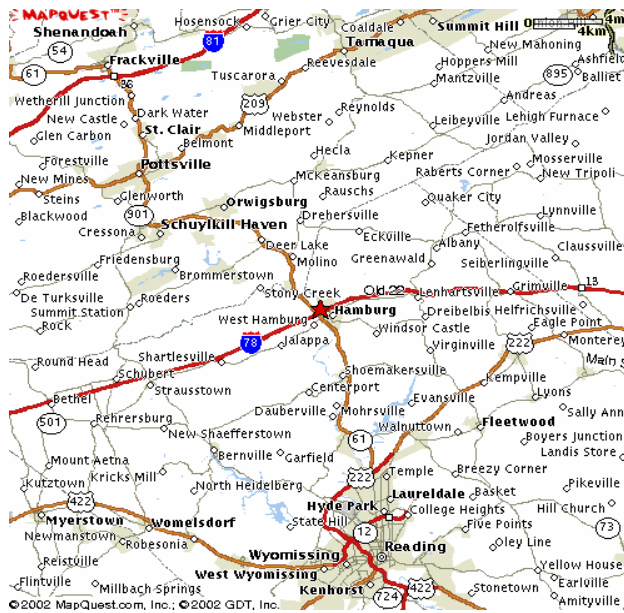 MAPQUEST
Hosensock
Grier City
Coaldale
Summit Hill
0
4mi
4km
Shenandoah
81
Tamaqua
New Mahoning
54
Frackville
Reevesdale
Hoppers Mill
Ashfield
61
Tuscarora
Mantzville
895
Balliet
36
Wetherill Junction
209
Reynolds
Andreas
Dark Water
Webster
Leibeyville
Lehigh Furnace
New Castle
St. Clair
Middleport
Jordan Valley
Glen Carbon
Belmont
Hecla
Kepner
Mosserville
Forestville
Pottsville
McKeansburg
Raberts Corner
New Tripoli
New Mines
Rauschs
Steins
Glenworth
Orwigsburg
Quaker City
Lynnville
Blackwood
901
Drehersville
Fetherolfsville
Schuylkill Haven
Eckville
Albany
Claussville
Cressona
Deer Lake
Greenawald
Seiberlingville
Friedensburg
Molino
Roedersville
Brommerstown
13
De Turksville
Roeders
Stony Creek
Old 22
Lenhartsville
Grimville
Summit Station
Hamburg
Dreibelbis
Helfrichsville
Rock
West Hamburg
Windsor Castle
Eagle Point
78
Jalappa
222
Monterey
Round Head
Shartlesville
Virginville
Main S
Schubert
Shoemakersville
Strausstown
Centerport
Kempville
Bethel
Evansville
Lyons
501
Rehrersburg
Dauberville
Mohrsville
Sally Ann
New Shaefferstown
61
Walnuttown
Fleetwood
Boyers Junction
Bernville
Garfield
Landis Store
Mount Aetna
222
Temple
Breezy Corner
Kutztown
Kricks Mill
North Heidelberg
Laureldale
Basket
Pikeville
422
Hyde Park
College Heights
Hill Church
Myerstown
Womelsdorf
State Hill
12
Five Points
73
Newmanstown
Robesonia
Reading
Oley Line
Wyomissing
Yellow House
Reistville
West Wyomissing
Flintville
Millbach Springs
Kenhorst
422
Stonetown
Earlville
724
Amityville
©2002 MapQuest.com, Inc.; ©2002 GDT, Inc.